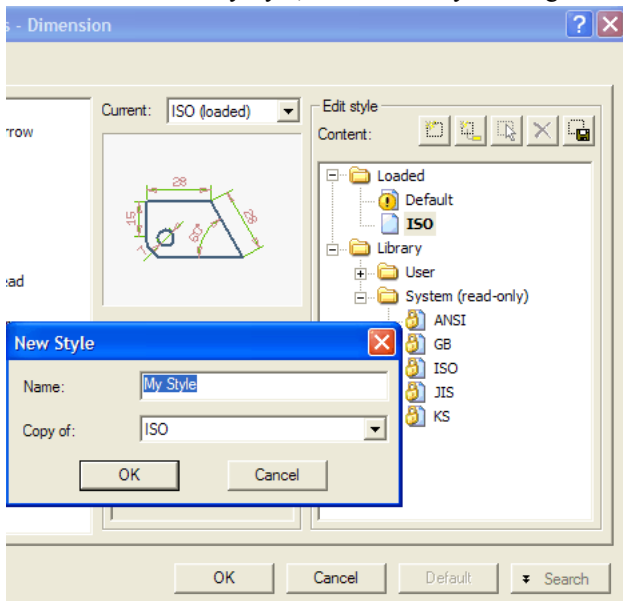 s - Dimension
rrow
Current: ISO (loaded)
Edit style
Content:
28
15
28
60°
7
Loaded
Default
ISO
Library
User
System (read-only)
ANSI
GB
ISO
JIS
KS
ead
New Style
Name: My Style
Copy of: ISO
OK Cancel
OK Cancel Default Search